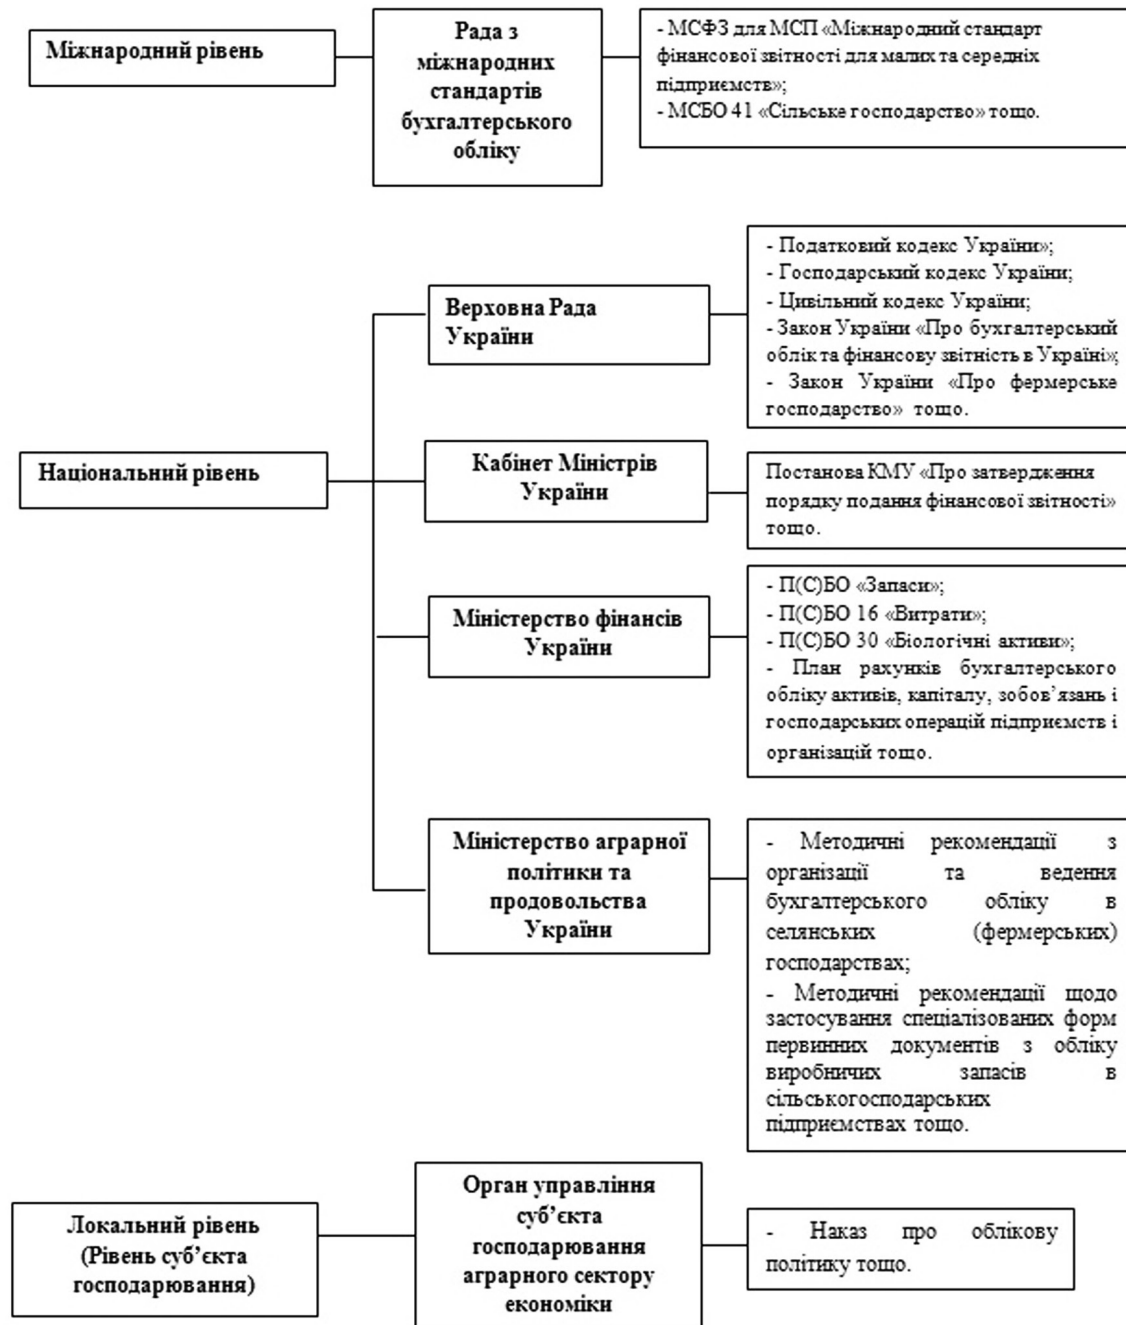 Міжнародний рівень
Рада з
міжнародних
стандартів
бухгалтерського
обліку
- МСФЗ для МСП «Міжнародний стандарт
фінансової звітності для малих та середніх
підприємств»;
- МСБО 41 «Сільське господарство» тощо.
Національний рівень
Верховна Рада
України
- Податковий кодекс України»;
- Господарський кодекс України;
- Цивільний кодекс України;
- Закон України «Про бухгалтерський
облік та фінансову звітність в Україні»;
- Закон України «Про фермерське
господарство» тощо.
Кабінет Міністрів
України
Постанова КМУ «Про затвердження
порядку подання фінансової звітності»
тощо.
Міністерство фінансів
України
- П(С)БО «Запаси»;
- П(С)БО 16 «Витрати»;
- П(С)БО 30 «Біологічні активи»;
- План рахунків бухгалтерського
обліку активів, капіталу, зобов’язань і
господарських операцій підприємств і
організацій тощо.
Міністерство аграрної
політики та
продовольства
України
- Методичні рекомендації з
організації та ведення
бухгалтерського обліку в
селянських (фермерських)
господарствах;
- Методичні рекомендації щодо
застосування спеціалізованих форм
первинних документів з обліку
виробничих запасів в
сільськогосподарських
підприємствах тощо.
Локальний рівень
(Рівень суб’єкта
господарювання)
Орган управління
суб’єкта
господарювання
аграрного сектору
економіки
- Наказ про облікову
політику тощо.